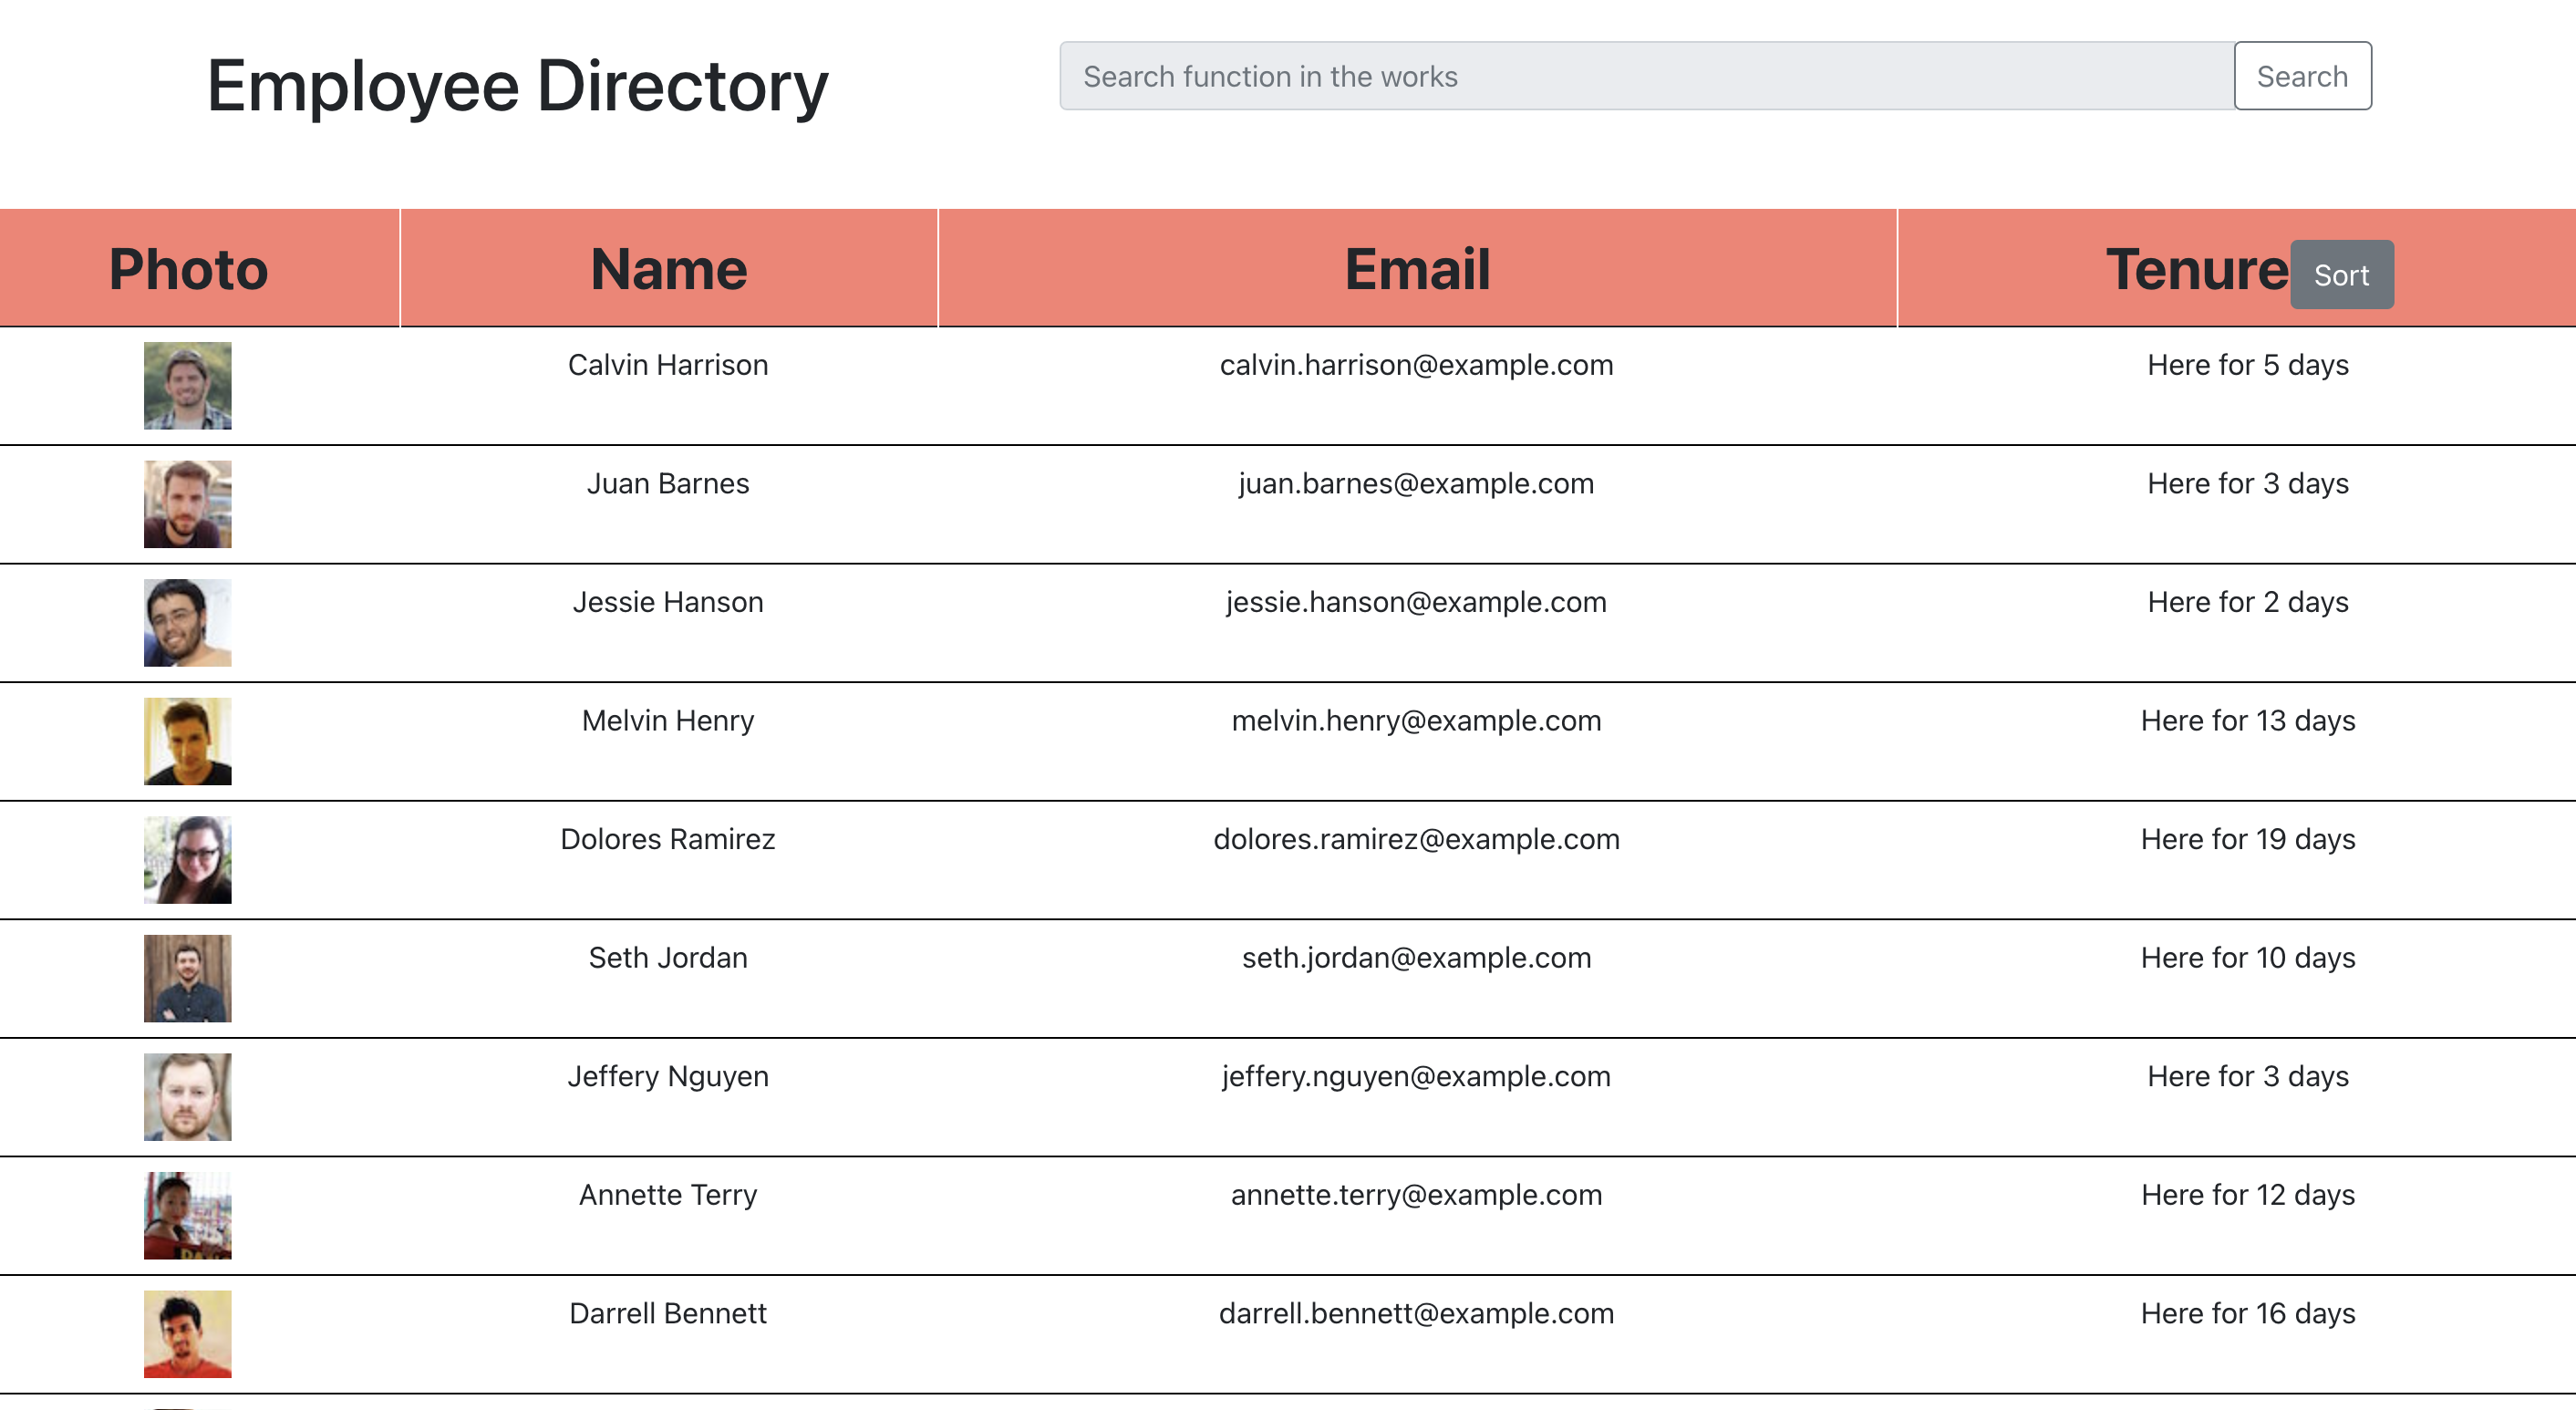 Employee Directory
Search function in the works
Search
Photo Name Email Tenure Sort
Calvin Harrison calvin.harrison@example.com Here for 5 days
Juan Barnes juan.barnes@example.com Here for 3 days
Jessie Hanson jessie.hanson@example.com Here for 2 days
Melvin Henry melvin.henry@example.com Here for 13 days
Dolores Ramirez dolores.ramirez@example.com Here for 19 days
Seth Jordan seth.jordan@example.com Here for 10 days
Jeffery Nguyen jeffery.nguyen@example.com Here for 3 days
Annette Terry annette.terry@example.com Here for 12 days
Darrell Bennett darrell.bennett@example.com Here for 16 days